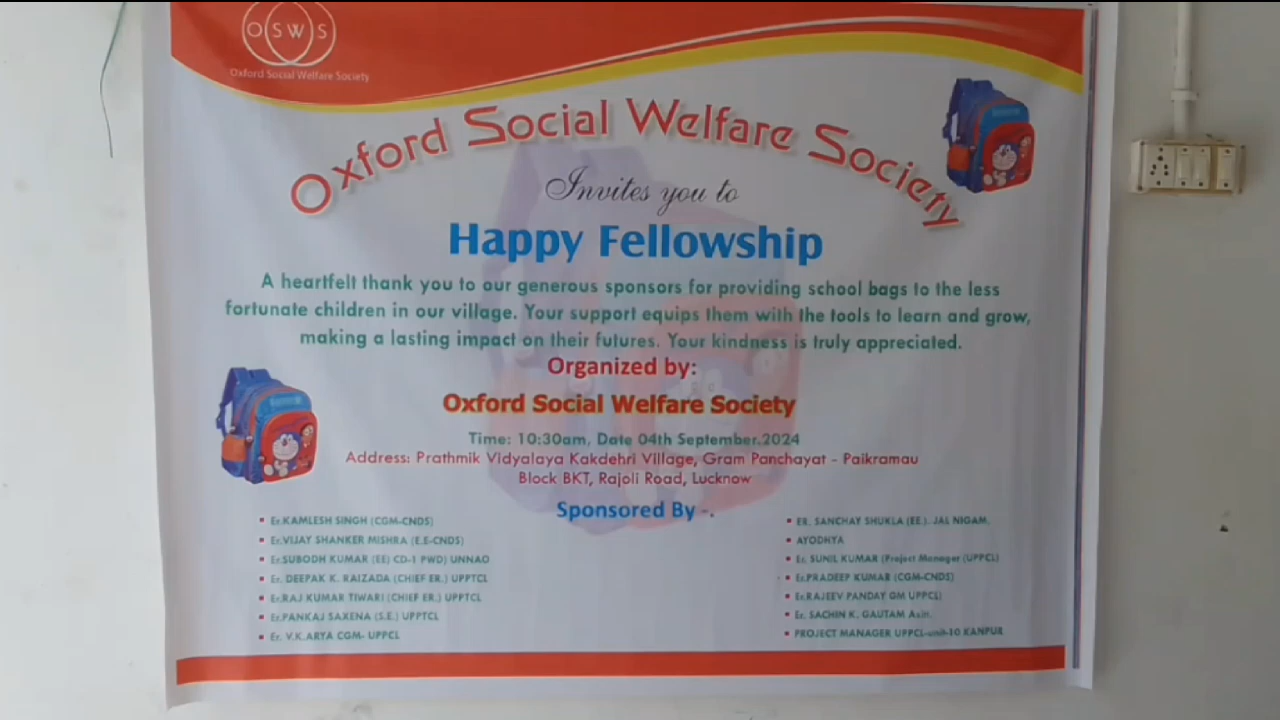 OSWS
Oxford Social Welfare Society
Oxford Social Welfare Society
Invites you to
Happy Fellowship
A heartfelt thank you to our generous sponsors for providing school bags to the less
fortunate children in our village. Your support equips them with the tools to learn and grow,
making a lasting impact on their futures. Your kindness is truly appreciated.
Organized by:
Oxford Social Welfare Society
Time: 10:30am, Date 04th September.2024
Address: Prathmik Vidyalaya Kakdehri Village, Gram Panchayat - Paikramau
Block BKT, Rajoli Road, Lucknow
Sponsored By -.
Er.KAMLESH SINGH (CGM-CNDS)
Er.VIJAY SHANKER MISHRA (E.E-CNDS)
Er.SUBODH KUMAR (EE) CD-1 PWD) UNNAO
Er. DEEPAK K. RAIZADA (CHIEF ER.) UPPTCL
Er.RAJ KUMAR TIWARI (CHIEF ER.) UPPTCL
Er.PANKAJ SAXENA (S.E.) UPPTCL
Er. V.K.ARYA CGM- UPPCL
ER. SANCHAY SHUKLA (EE.). JAL NIGAM.
AYODHYA
Er. SUNIL KUMAR (Project Manager (UPPCL)
Er.PRADEEP KUMAR (CGM-CNDS)
Er.RAJEEV PANDAY GM UPPCL)
Er. SACHIN K. GAUTAM
PROJECT MANAGER UPPCL-unit-10 KANPUR